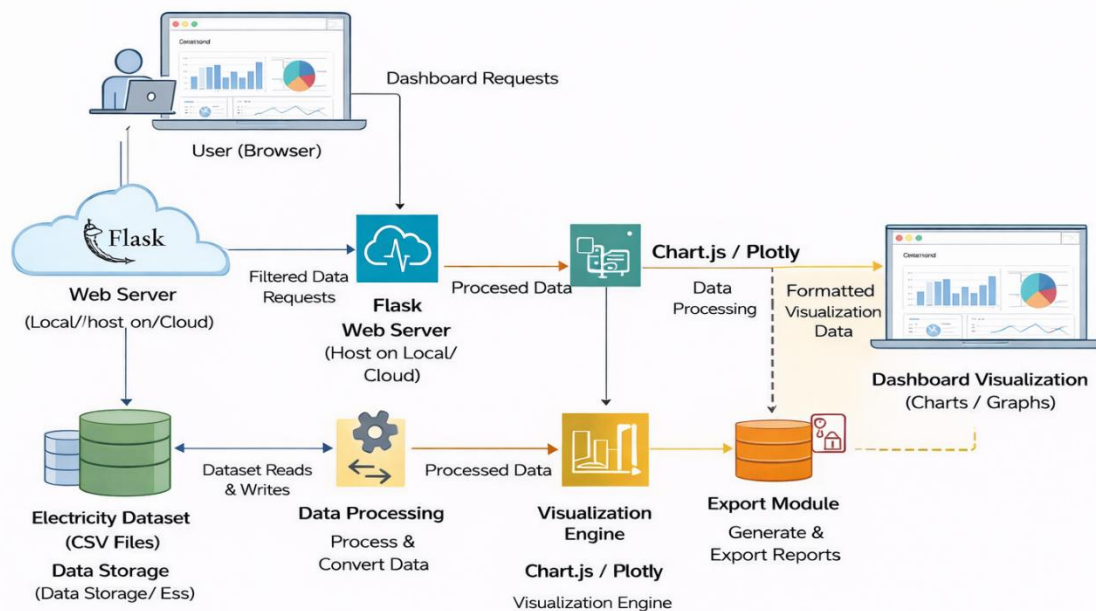 Dashboard Requests
User (Browser)
Flask
Web Server
(Local//host on/Cloud)
Filtered Data
Requests
Flask
Web Server
(Host on Local/
Cloud)
Procesed Data
Chart.js / Plotly
Data
Processing
Formatted
Visualization
Data
Dashboard Visualization
(Charts / Graphs)
Dataset Reads
& Writes
Processed Data
Electricity Dataset
(CSV Files)
Data Storage
(Data Storage/ Ess)
Data Processing
Process &
Convert Data
Visualization
Engine
Chart.js / Plotly
Visualization Engine
Export Module
Generate &
Export Reports